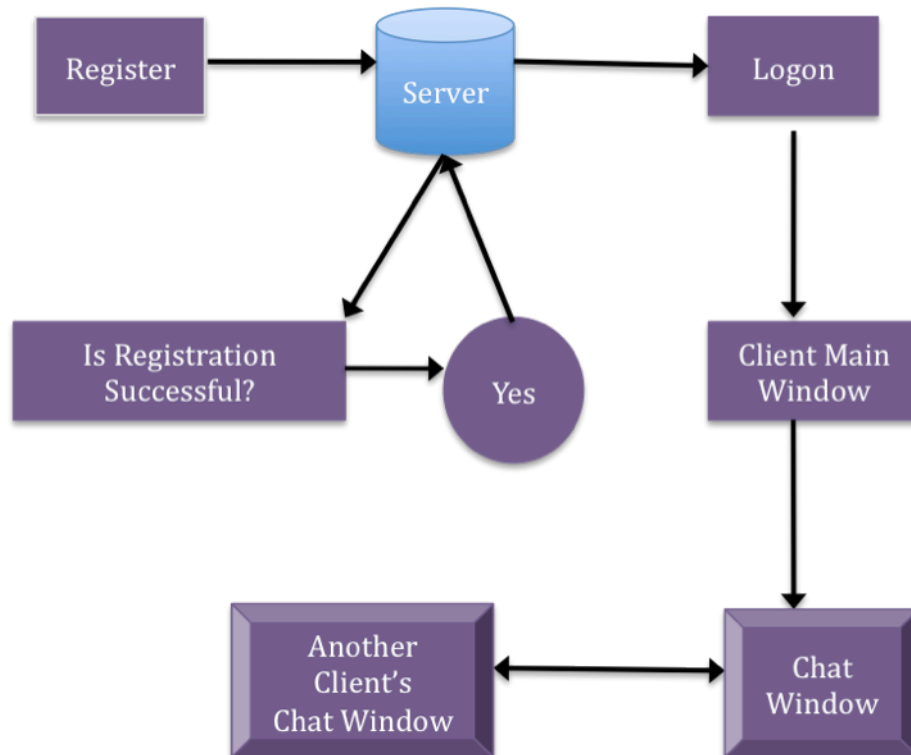 Register
Server
Logon
Is Registration
Successful?
Yes
Client Main
Window
Another
Client's
Chat Window
Chat
Window